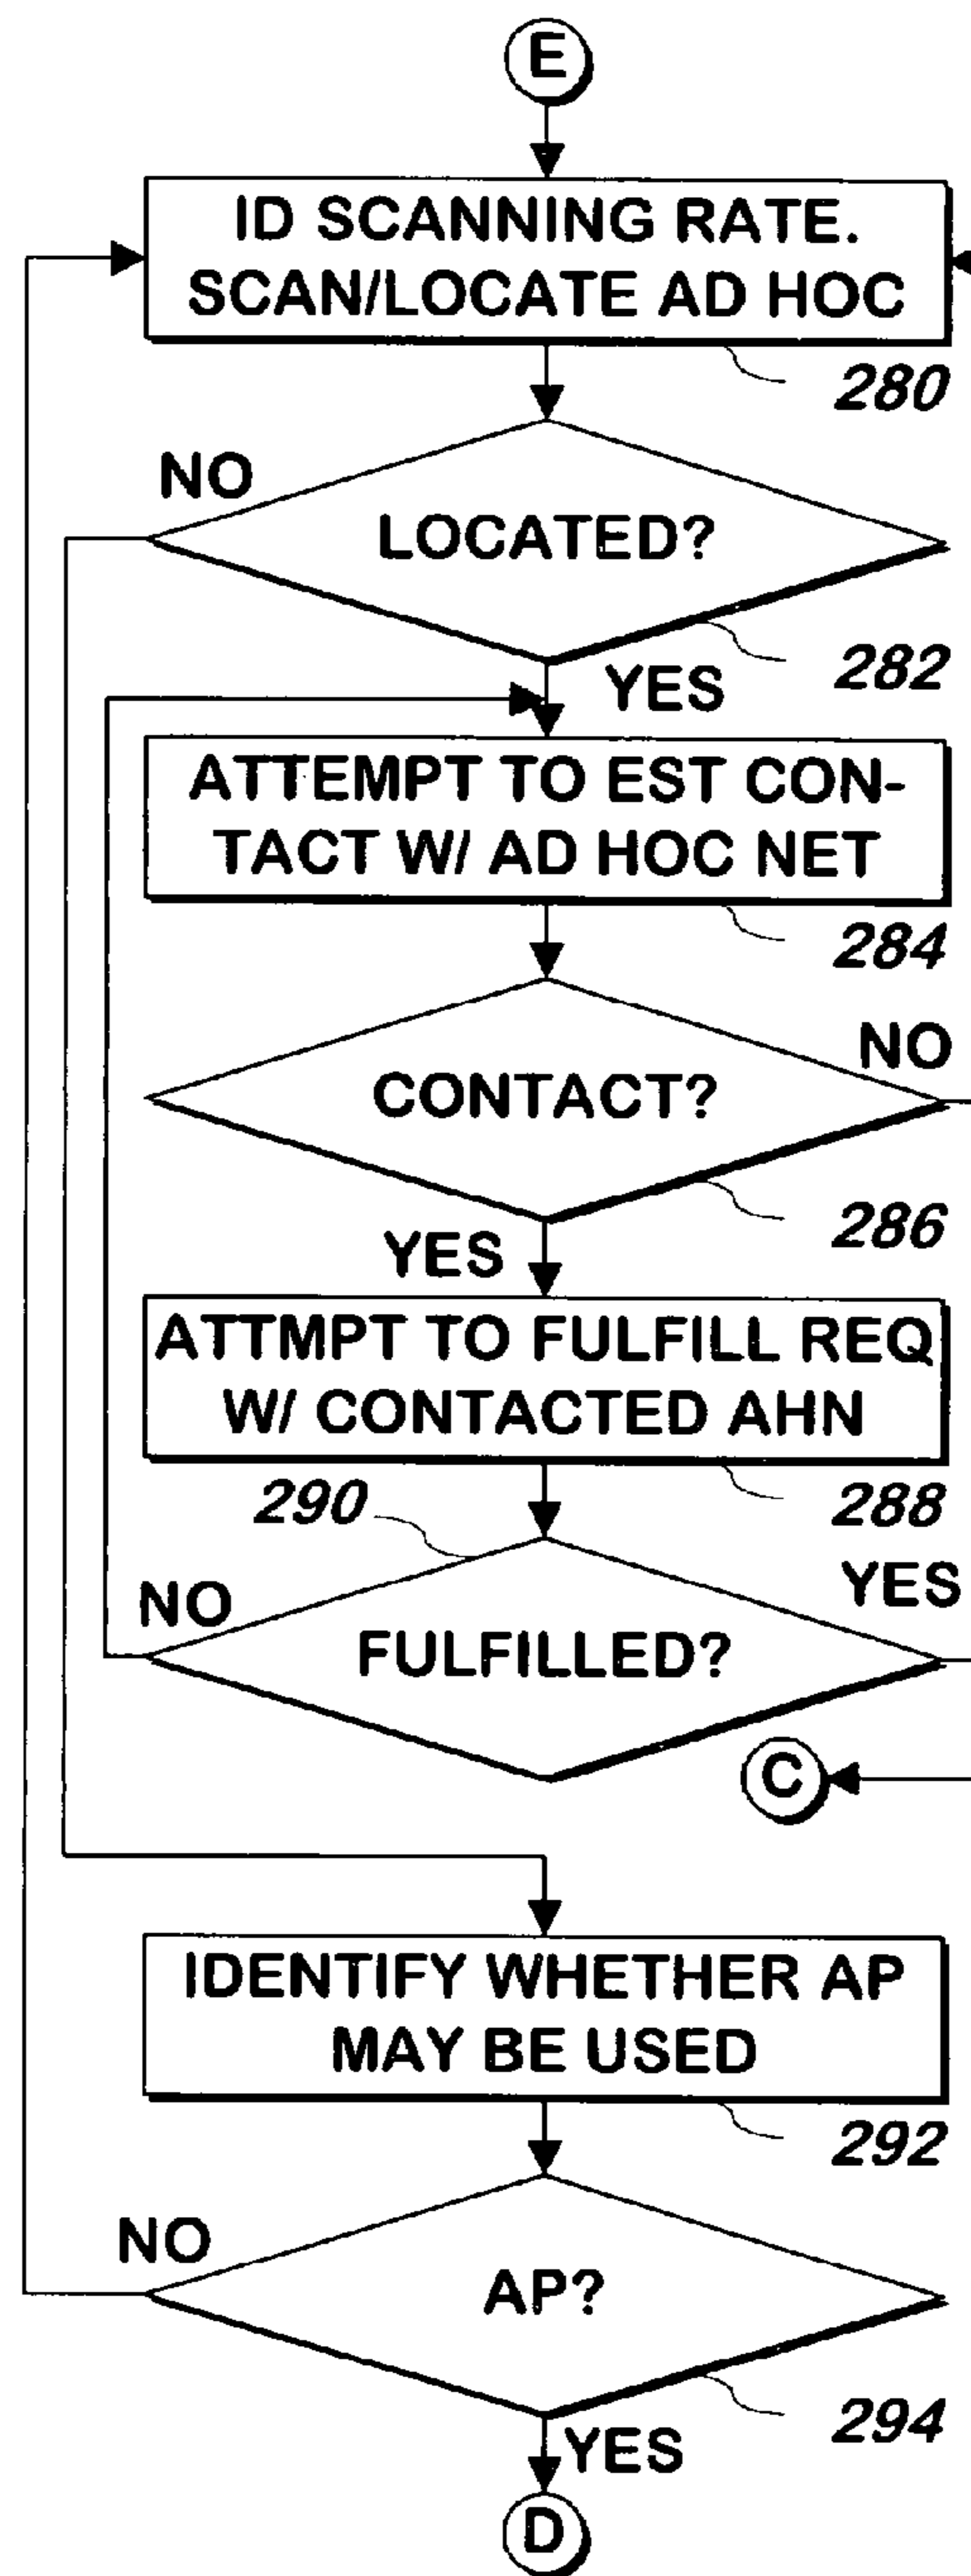 E
ID SCANNING RATE.
SCAN/LOCATE AD HOC
280
NO
LOCATED?
282
YES
ATTEMPT TO EST CON-
TACT W/ AD HOC NET
284
NO
CONTACT?
286
YES
ATTMPT TO FULFILL REQ
W/ CONTACTED AHN
290
288
YES
NO
FULFILLED?
C
IDENTIFY WHETHER AP
MAY BE USED
292
NO
AP?
294
YES
D